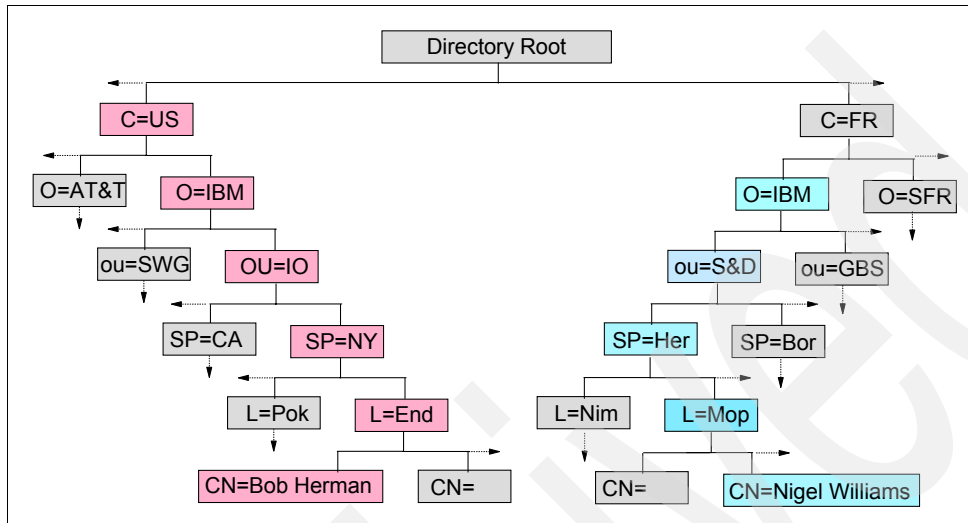 Directory Root
C=US
C=FR
O=AT&T
O=IBM
O=IBM
O=SFR
ou=SWG
OU=IO
ou=S&D
ou=GBS
SP=CA
SP=NY
SP=Her
SP=Bor
L=Pok
L=End
L=Nim
L=Mop
CN=Bob Herman
CN=
CN=
CN=Nigel Williams